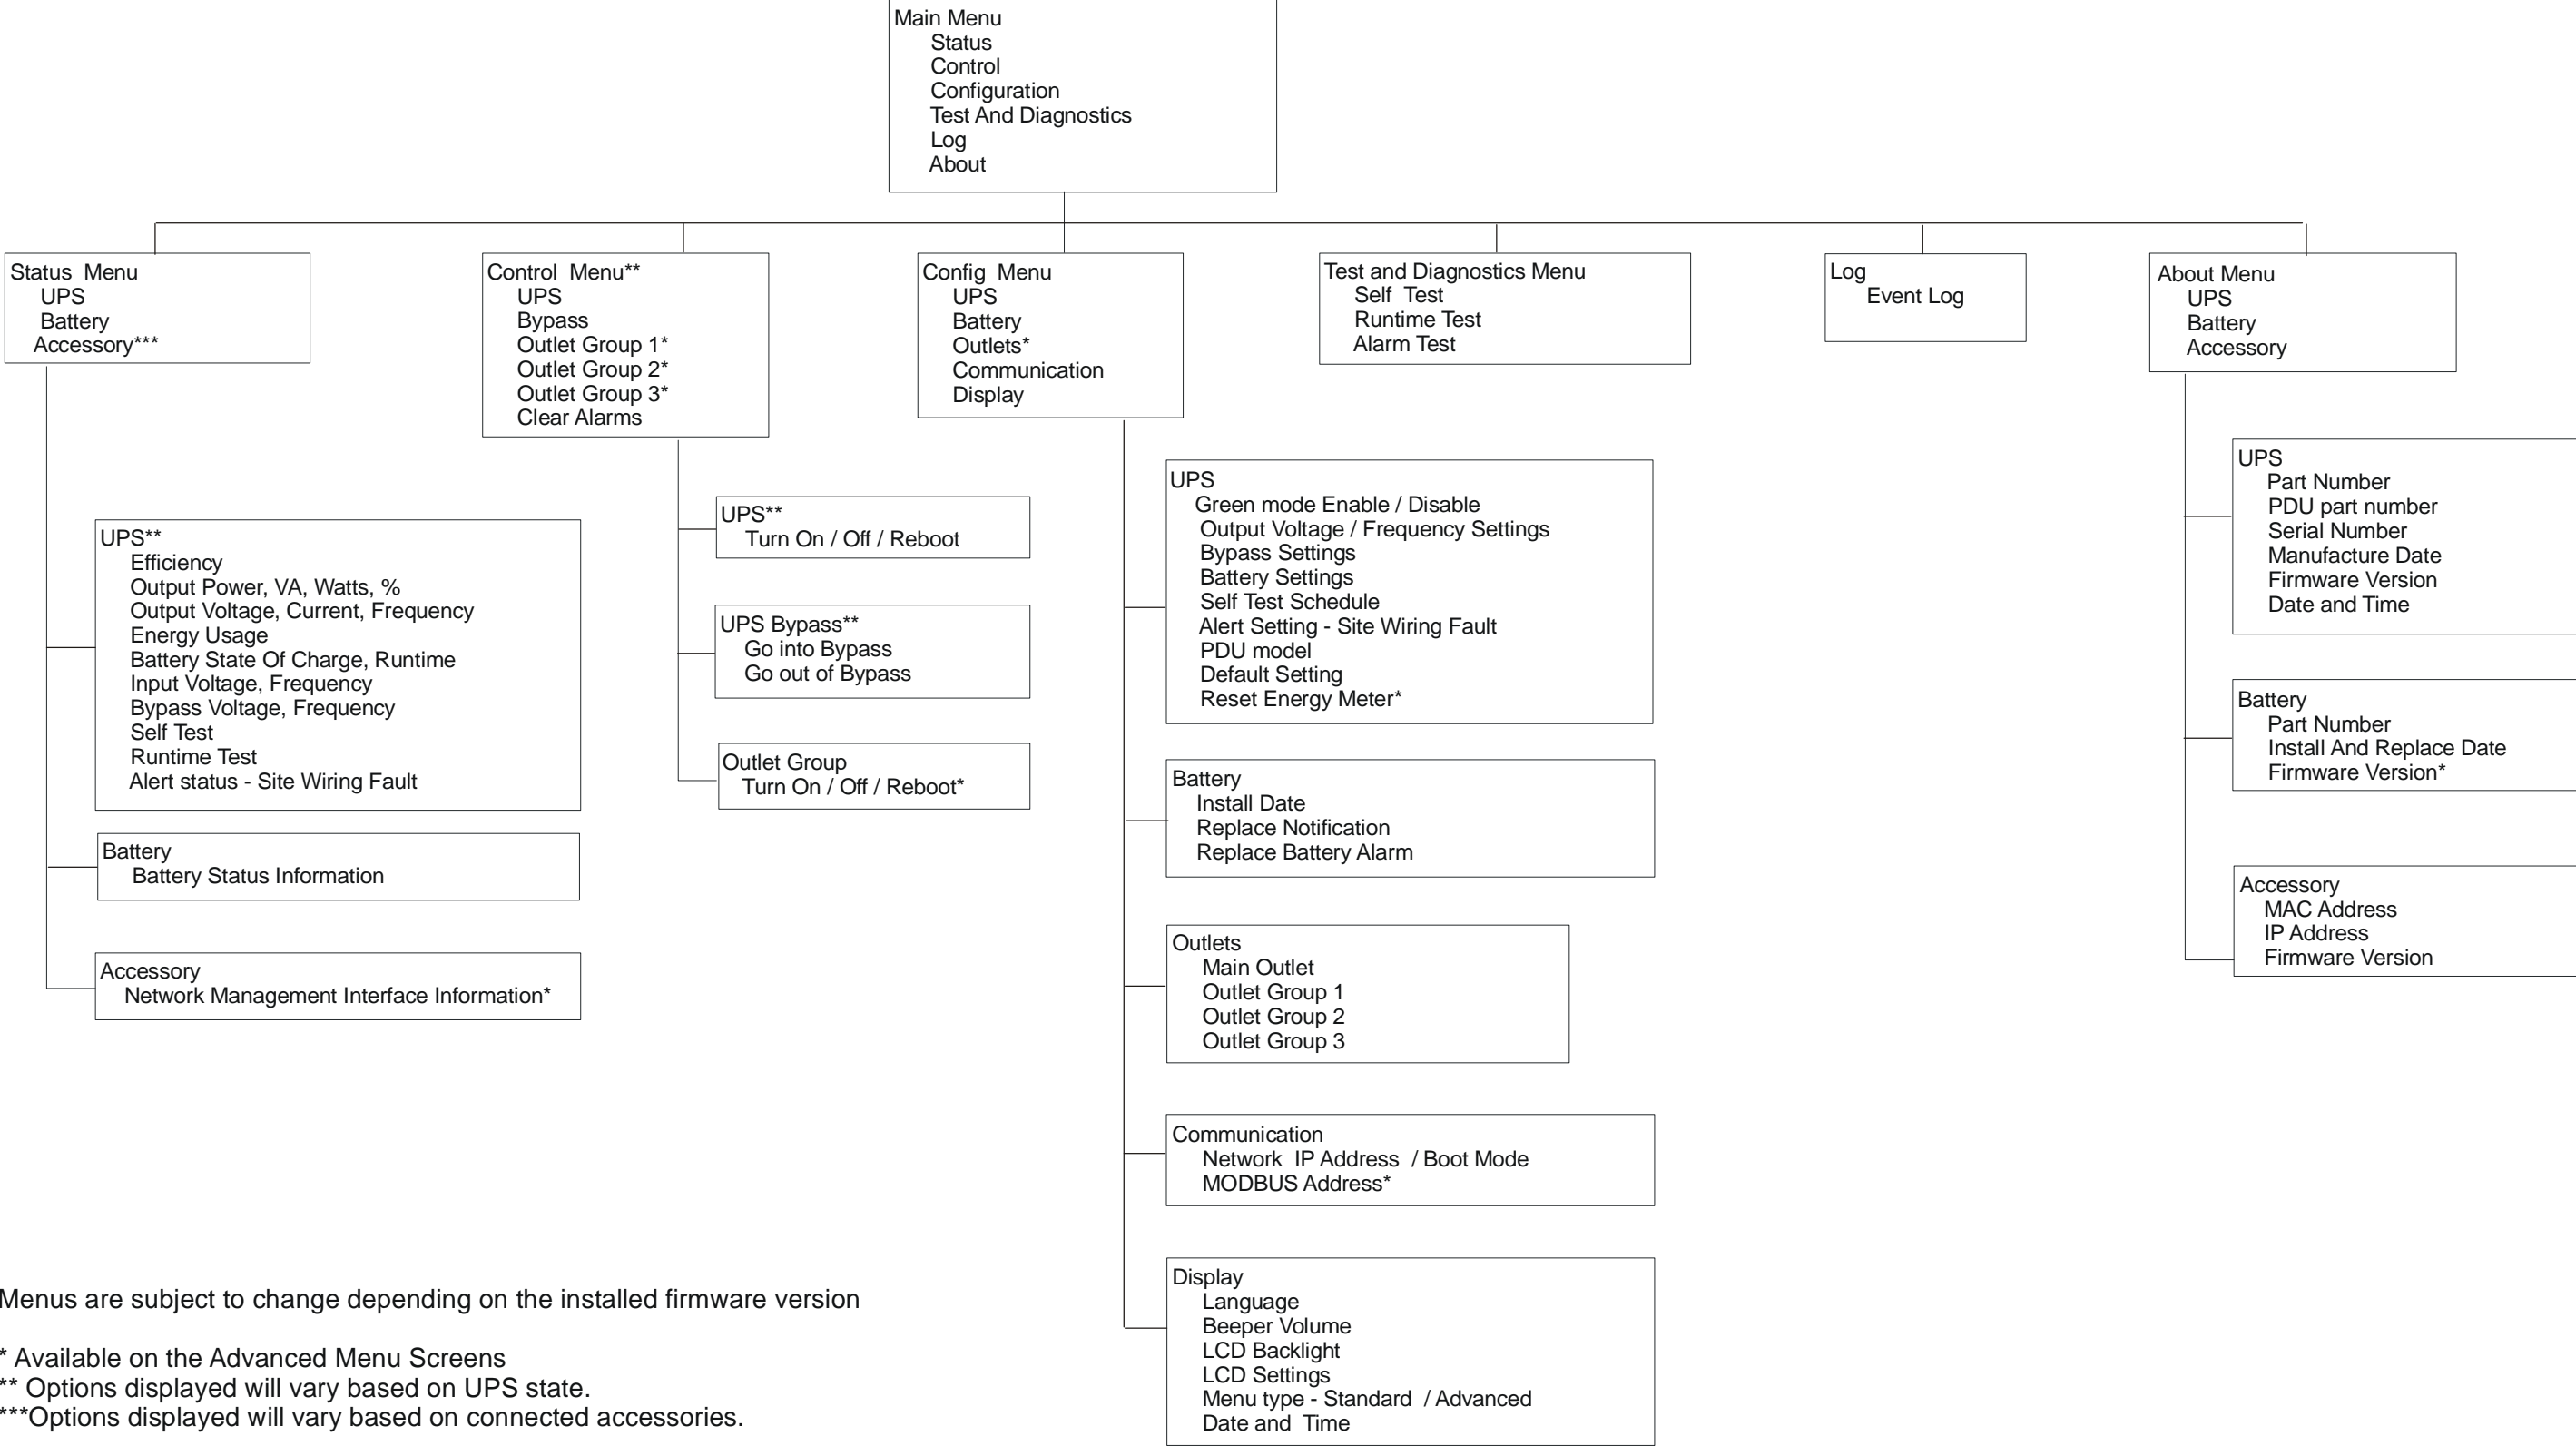 Main Menu
Status
Control
Configuration
Test And Diagnostics
Log
About
Status Menu
UPS
Battery
Accessory***
Control Menu**
UPS
Bypass
Outlet Group 1*
Outlet Group 2*
Outlet Group 3*
Clear Alarms
Config Menu
UPS
Battery
Outlets*
Communication
Display
Test and Diagnostics Menu
Self Test
Runtime Test
Alarm Test
Log
Event Log
About Menu
UPS
Battery
Accessory
UPS**
Efficiency
Output Power, VA, Watts, %
Output Voltage, Current, Frequency
Energy Usage
Battery State Of Charge, Runtime
Input Voltage, Frequency
Bypass Voltage, Frequency
Self Test
Runtime Test
Alert status - Site Wiring Fault
Battery
Battery Status Information
Accessory
Network Management Interface Information*
UPS**
Turn On / Off / Reboot
UPS Bypass**
Go into Bypass
Go out of Bypass
Outlet Group
Turn On / Off / Reboot*
UPS
Green mode Enable / Disable
Output Voltage / Frequency Settings
Bypass Settings
Battery Settings
Self Test Schedule
Alert Setting - Site Wiring Fault
PDU model
Default Setting
Reset Energy Meter*
Battery
Install Date
Replace Notification
Replace Battery Alarm
Outlets
Main Outlet
Outlet Group 1
Outlet Group 2
Outlet Group 3
Communication
Network IP Address / Boot Mode
MODBUS Address*
Display
Language
Beeper Volume
LCD Backlight
LCD Settings
Menu type - Standard / Advanced
Date and Time
UPS
Part Number
PDU part number
Serial Number
Manufacture Date
Firmware Version
Date and Time
Battery
Part Number
Install And Replace Date
Firmware Version*
Accessory
MAC Address
IP Address
Firmware Version
Menus are subject to change depending on the installed firmware version
* Available on the Advanced Menu Screens
** Options displayed will vary based on UPS state.
***Options displayed will vary based on connected accessories.